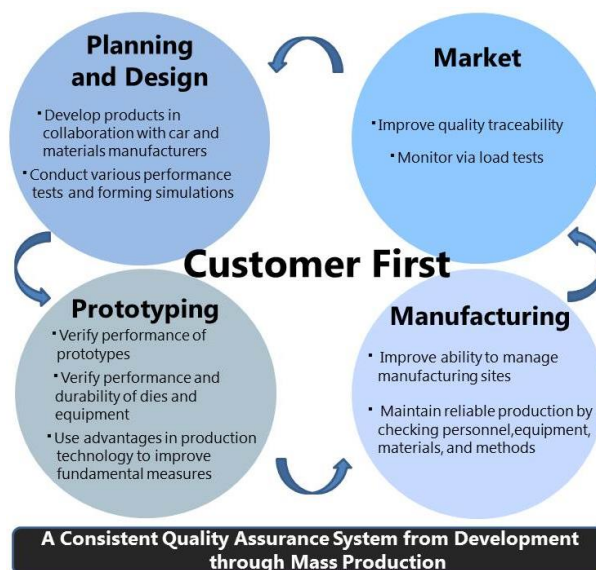 Planning
and Design
▪ Develop products in
collaboration with car and
materials manufacturers
▪ Conduct various performance
tests and forming simulations
Market
▪ Improve quality traceability
▪ Monitor via load tests
Customer First
Prototyping
▪ Verify performance of
prototypes
▪ Verify performance and
durability of dies and
equipment
▪ Use advantages in production
technology to improve
fundamental measures
Manufacturing
▪ Improve ability to manage
manufacturing sites
▪ Maintain reliable production by
checking personnel,equipment,
materials, and methods
A Consistent Quality Assurance System from Development
through Mass Production